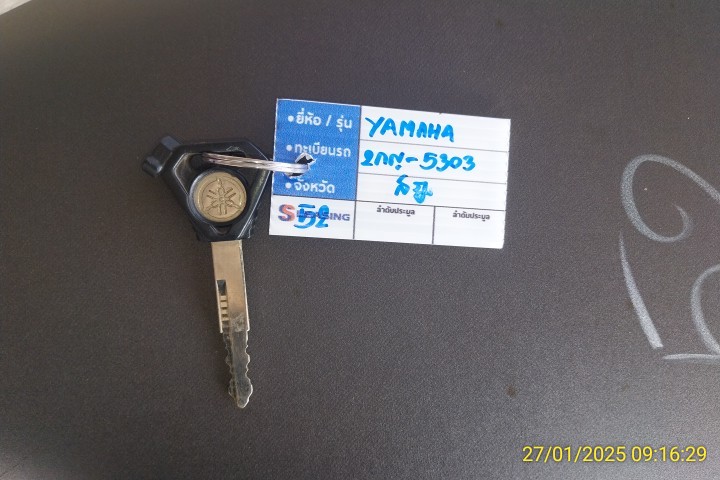 • ยี่ห้อ / รุ่น YAMAHA
• ทะเบียนรถ 2กญ-5303
• จังหวัด
S LEASING 52 ลำดับประมูล ลำดับประมูล
27/01/2025 09:16:29